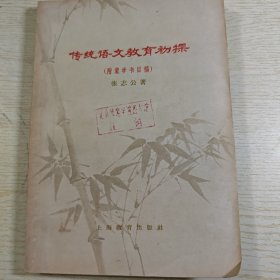 传统语文教育初探
(附蒙学书目稿)
张志公著
上海教育出版社